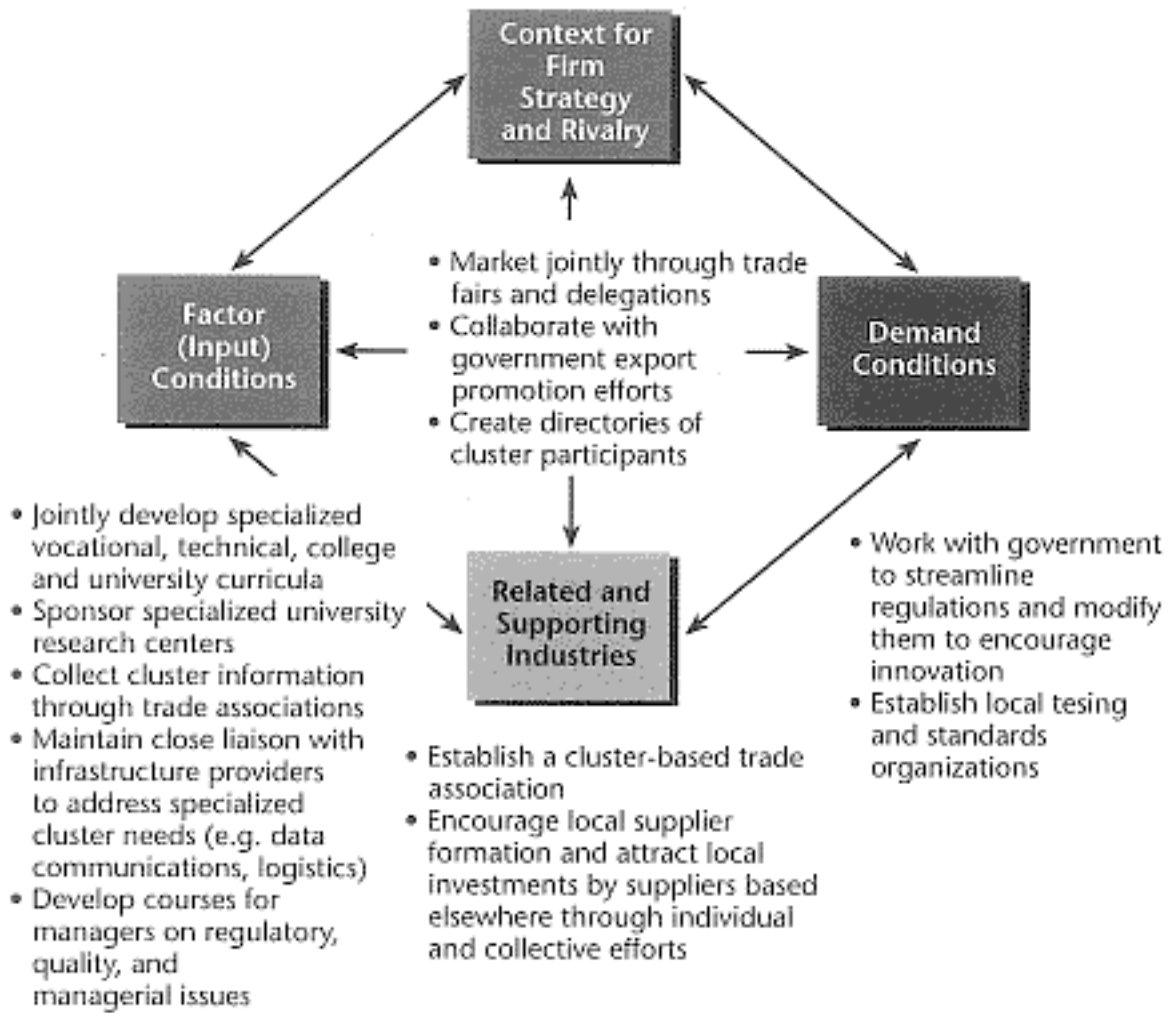 Context for
Firm
Strategy
and Rivalry
• Market jointly through trade
fairs and delegations
• Collaborate with
government export
promotion efforts
• Create directories of
cluster participants
Factor
(Input)
Conditions
Demand
Conditions
• Jointly develop specialized
vocational, technical, college
and university curricula
• Sponsor specialized university
research centers
• Collect cluster information
through trade associations
• Maintain close liaison with
infrastructure providers
to address specialized
cluster needs (e.g. data
communications, logistics)
• Develop courses for
managers on regulatory,
quality, and
managerial issues
Related and
Supporting
Industries
• Establish a cluster-based trade
association
• Encourage local supplier
formation and attract local
investments by suppliers based
elsewhere through individual
and collective efforts
• Work with government
to streamline
regulations and modify
them to encourage
innovation
• Establish local tesing
and standards
organizations